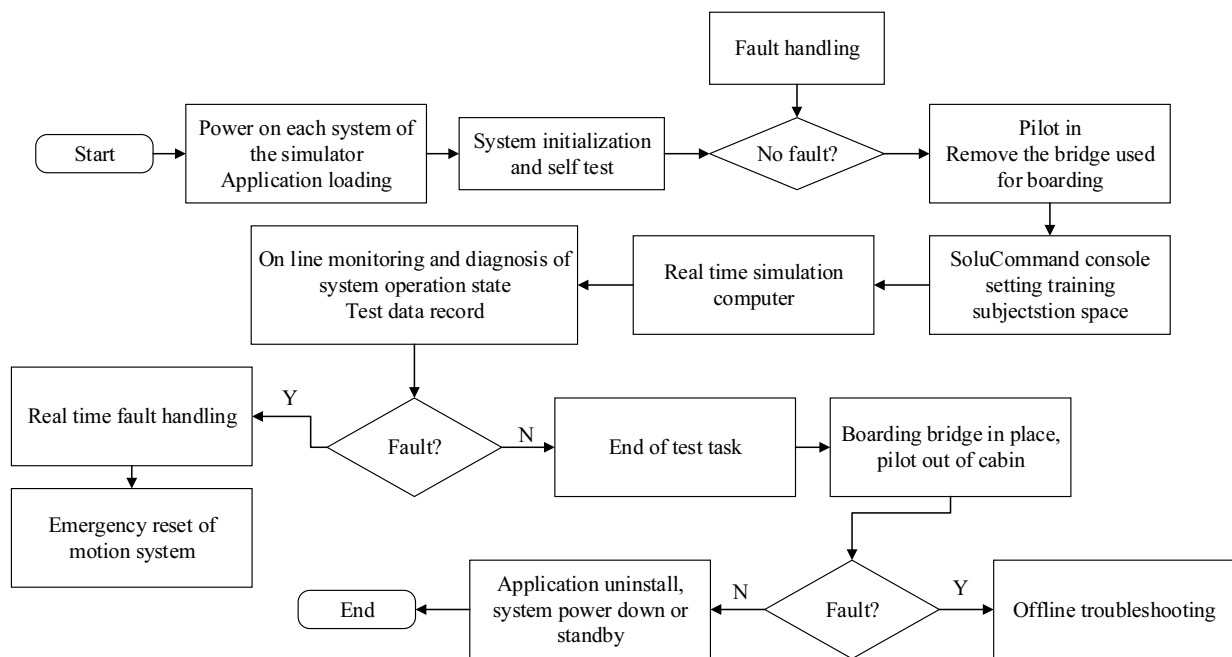 Fault handling
Start
Power on each system of
the simulator
Application loading
System initialization
and self test
No fault?
Pilot in
Remove the bridge used
for boarding
SoluCommand console
setting training
subjectstion space
Real time simulation
computer
On line monitoring and diagnosis of
system operation state
Test data record
Fault?
Y
Real time fault handling
Emergency reset of
motion system
N
End of test task
Boarding bridge in place,
pilot out of cabin
Fault?
Y
Offline troubleshooting
N
Application uninstall,
system power down or
standby
End